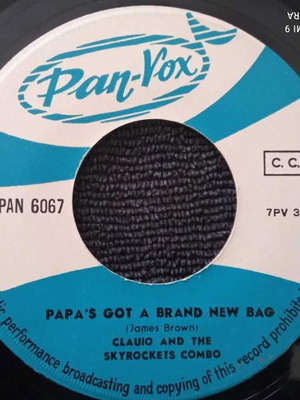 Pan-Vox
PAN 6067
C. C.
7PV 3
PAPA'S GOT A BRAND NEW BAG
(James Brown)
CLAUIO AND THE
SKYROCKETS COMBO
performance broadcasting and copying of this record prohibited